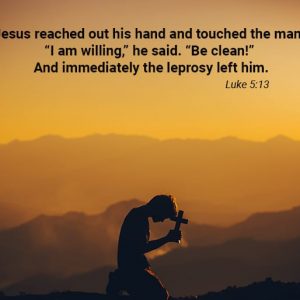 Jesus reached out his hand and touched the man.
“I am willing,” he said. “Be clean!”
And immediately the leprosy left him.
Luke 5:13